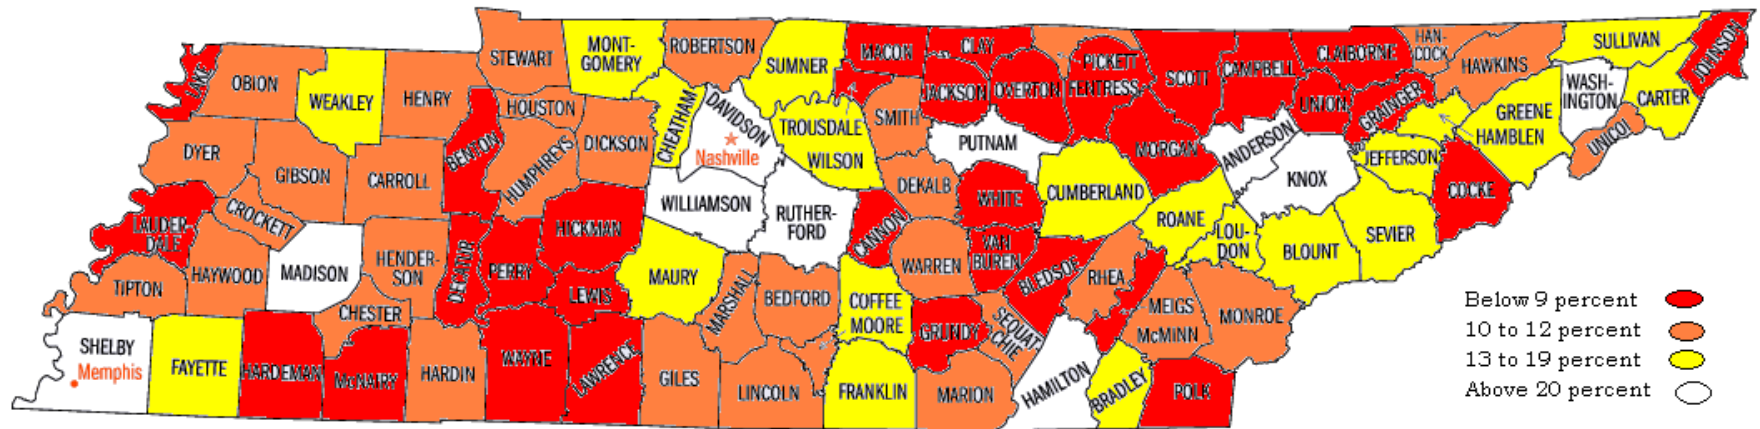 STEWART
MONT-
GOMERY
ROBERTSON
SUMNER
MACON
CLAY
PICKETT
SCOTT
CAMPBELL
CLAIBORNE
HAN-
COCK
HAWKINS
SULLIVAN
JOHNSON
LAKE
OBION
WEAKLEY
HENRY
HOUSTON
CHEATHAM
DAVIDSON
TROUSDALE
SMITH
JACKSON
OVERTON
FENTRESS
UNION
GRAINGER
GREENE
HAMBLEN
WASH-
INGTON
CARTER
UNICOI
DYER
GIBSON
CARROLL
BENTON
HUMPHREYS
DICKSON
Nashville
WILSON
PUTNAM
MORGAN
ANDERSON
KNOX
JEFFERSON
COCKE
LAUDER-
DALE
CROCKETT
WILLIAMSON
RUTHER-
FORD
DEKALB
WHITE
CUMBERLAND
ROANE
LOU-
DON
BLOUNT
SEVIER
TIPTON
HAYWOOD
MADISON
HENDER-
SON
DECATUR
PERRY
HICKMAN
LEWIS
MAURY
CANNON
WARREN
VAN
BUREN
BLEDSOE
RHEA
MEIGS
McMINN
MONROE
CHESTER
MARSHALL
BEDFORD
COFFEE
MOORE
GRUNDY
SEQUAT-
CHIE
SHELBY
Memphis
FAYETTE
HARDEMAN
McNAIRY
HARDIN
WAYNE
LAWRENCE
GILES
LINCOLN
FRANKLIN
MARION
HAMILTON
BRADLEY
POLK
Below 9 percent
10 to 12 percent
13 to 19 percent
Above 20 percent